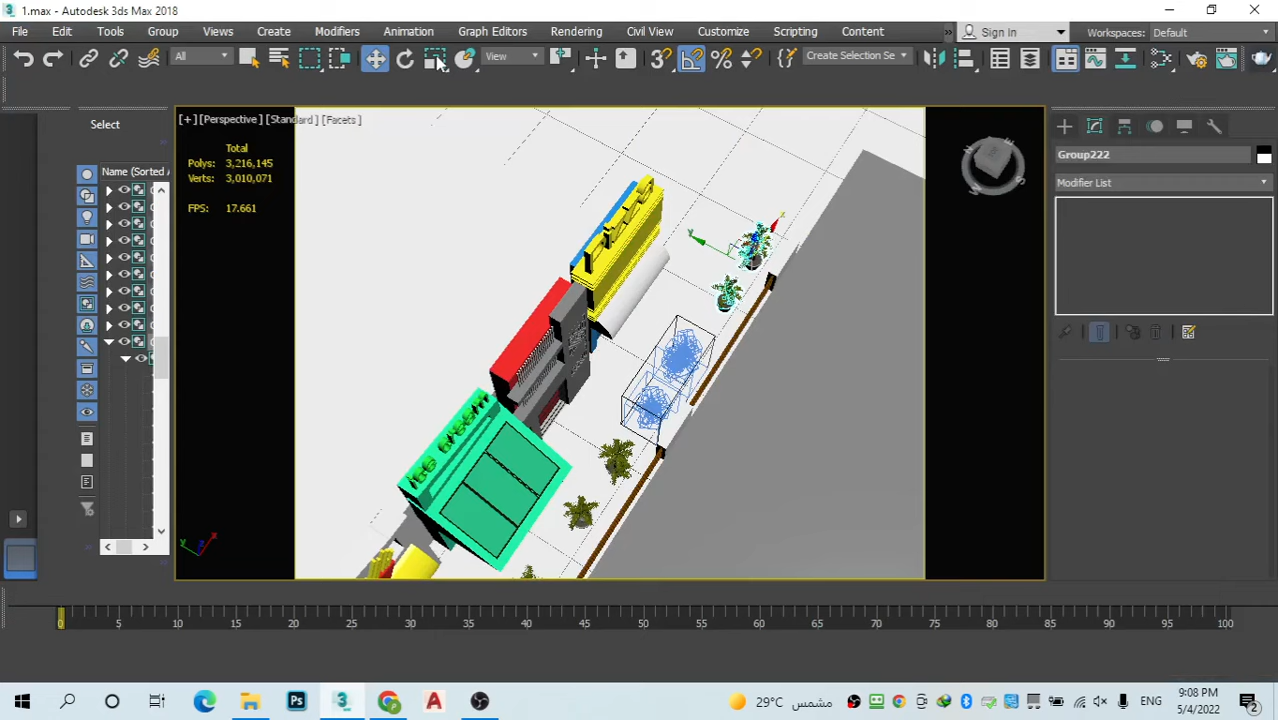 1.max - Autodesk 3ds Max 2018
File Edit Tools Group Views Create Modifiers Animation Graph Editors Rendering Civil View Customize Scripting Content » Sign In Workspaces: Default
All View 3 Create Selection Se
Select
Name (Sorted A
[+] [Perspective] [Standard] [Facets]
Total
Polys: 3,216,145
Verts: 3,010,071
FPS: 17.661
Group222
Modifier List
0 5 10 15 20 25 30 35 40 45 50 55 60 65 70 75 80 85 90 95 100
29°C مشمس
ENG
9:08 PM
5/4/2022
2